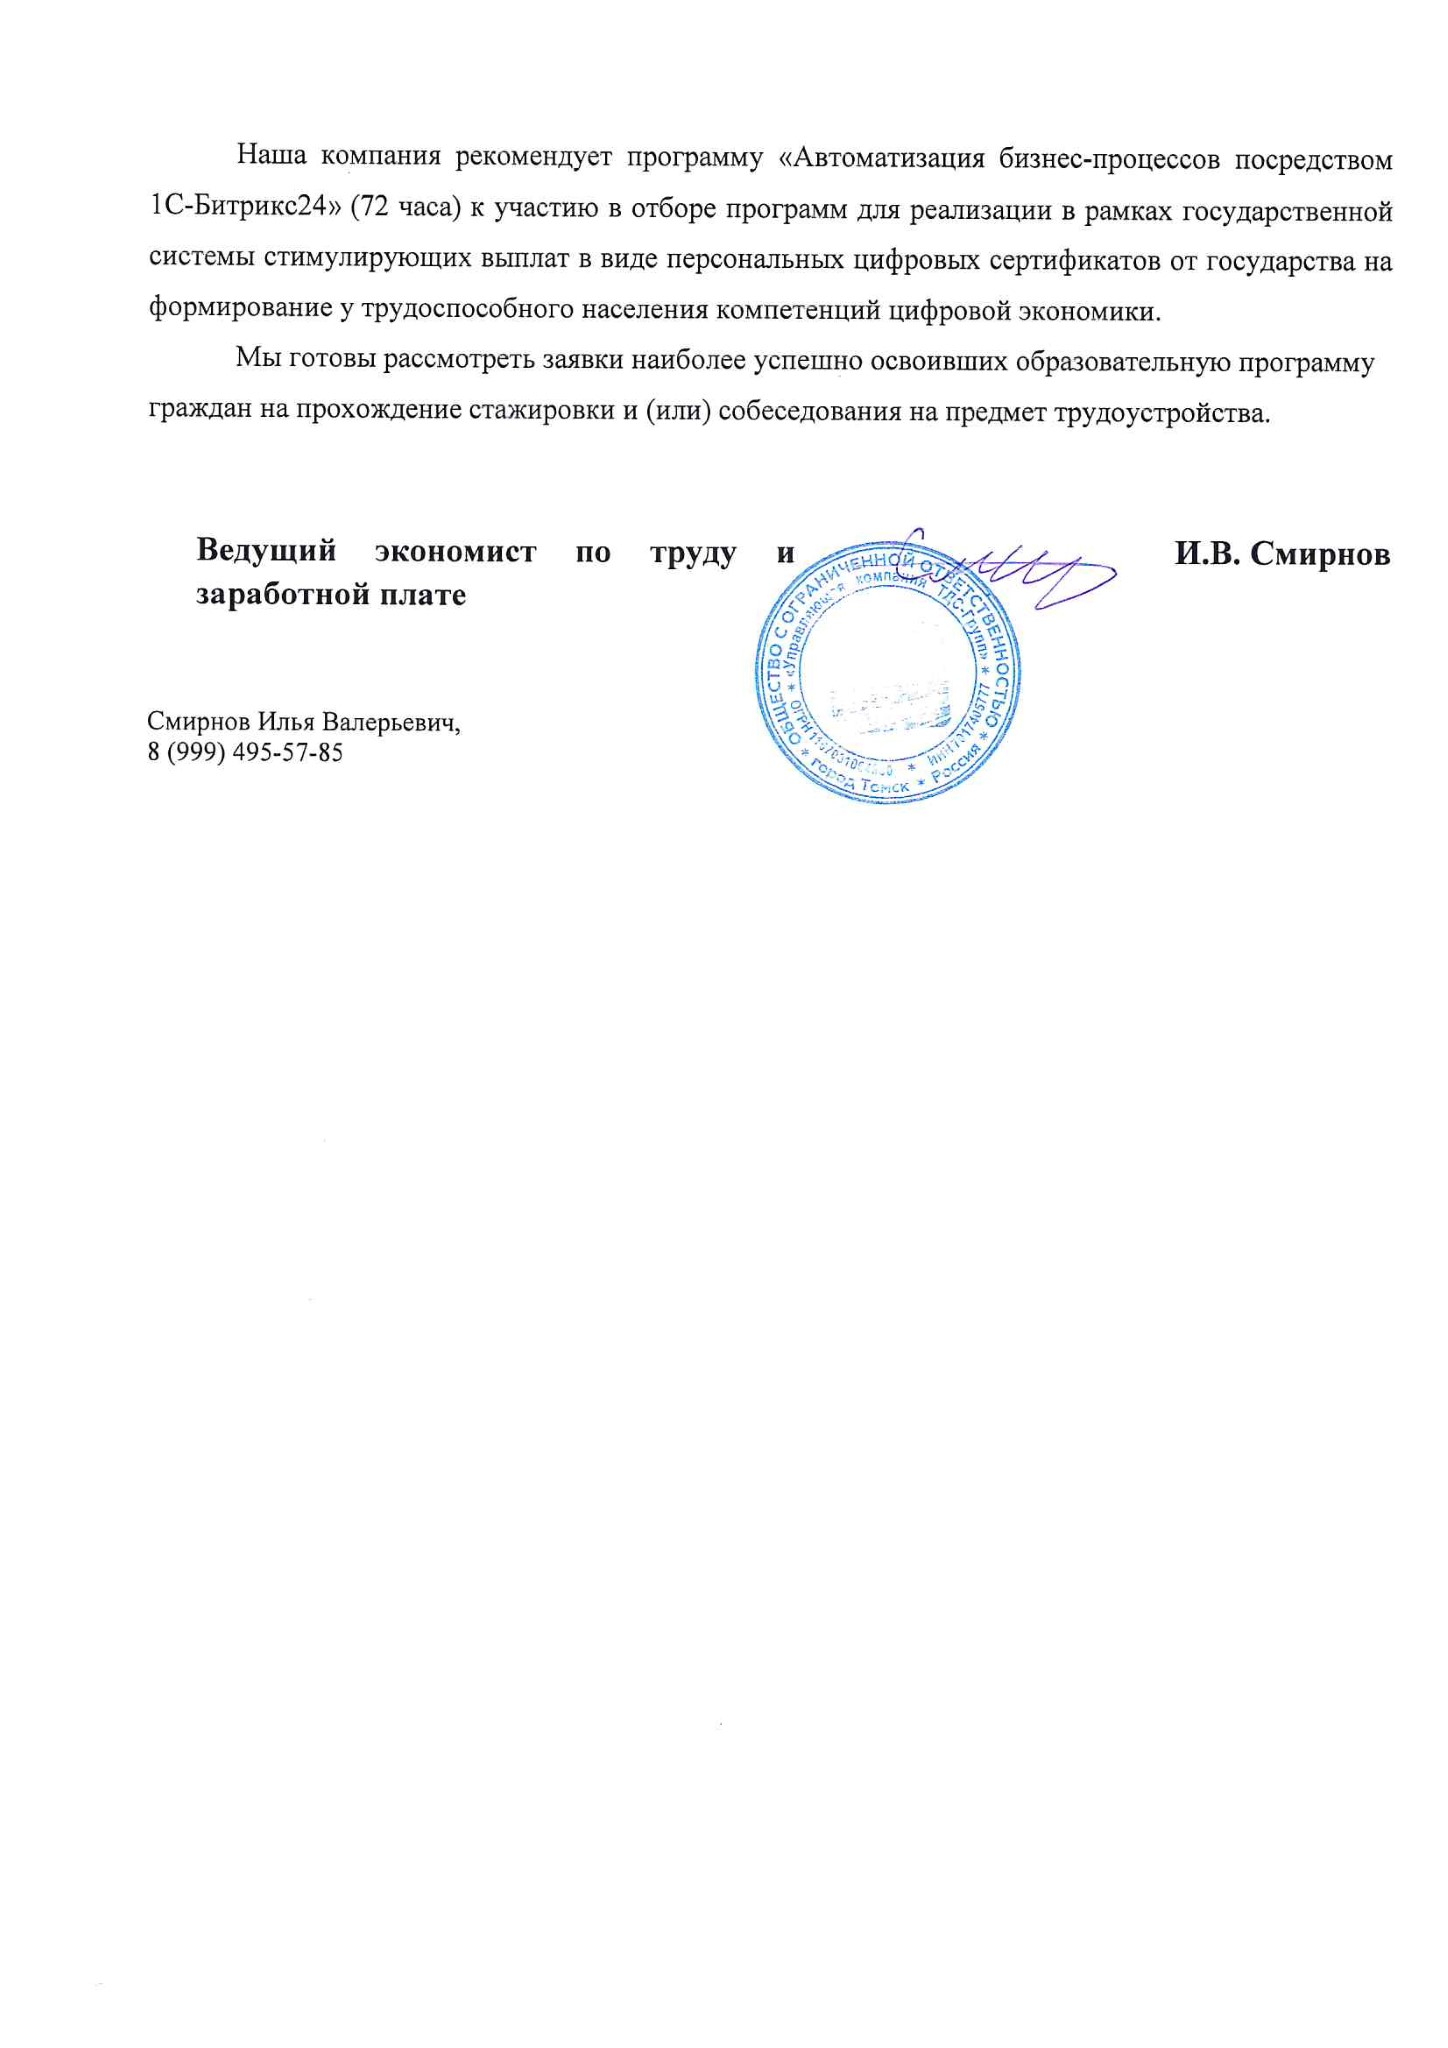 Наша компания рекомендует программу «Автоматизация бизнес-процессов посредством
1С-Битрикс24» (72 часа) к участию в отборе программ для реализации в рамках государственной
системы стимулирующих выплат в виде персональных цифровых сертификатов от государства на
формирование у трудоспособного населения компетенций цифровой экономики.
Мы готовы рассмотреть заявки наиболее успешно освоивших образовательную программу
граждан на прохождение стажировки и (или) собеседования на предмет трудоустройства.
Ведущий экономист по труду и
заработной плате
И.В. Смирнов
ОБЩЕСТВО С ОГРАНИЧЕННОЙ ОТВЕТСТВЕННОСТЬЮ * Россия * город Томск *
«Управляющая компания ТДС-Групп» * ИНН 7017405777 * ОГРН
Смирнов Илья Валерьевич,
8 (999) 495-57-85